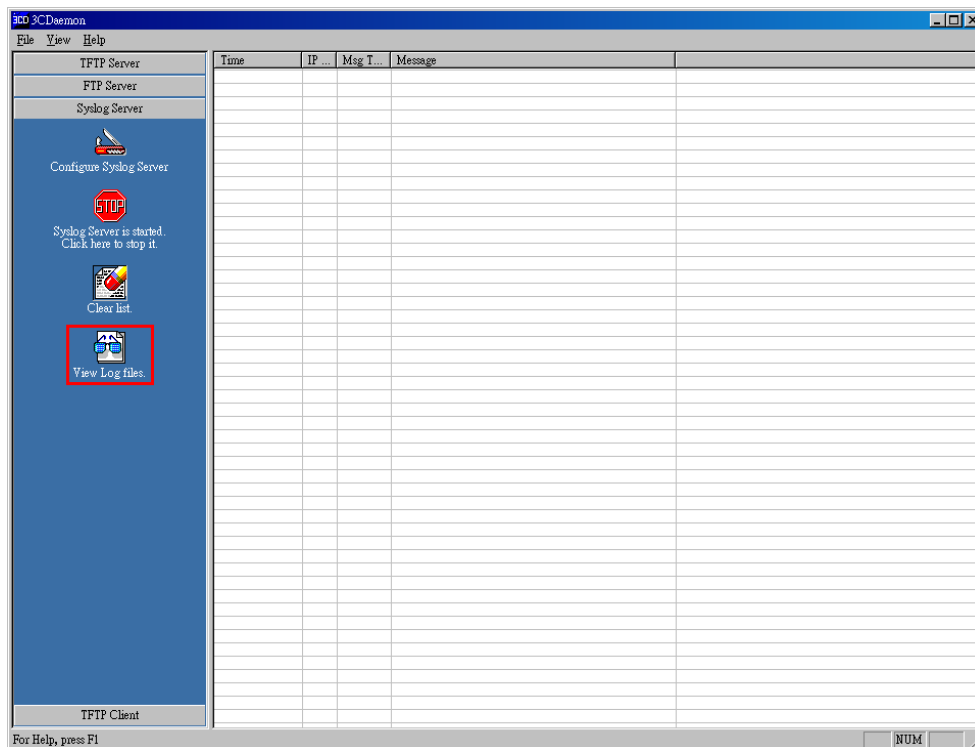 3CD 3CDaemon
File View Help
TFTP Server
FTP Server
Syslog Server
Configure Syslog Server
STOP
Syslog Server is started.
Click here to stop it.
Clear list.
View Log files.
TFTP Client
Time IP ... Msg T... Message
For Help, press F1
NUM